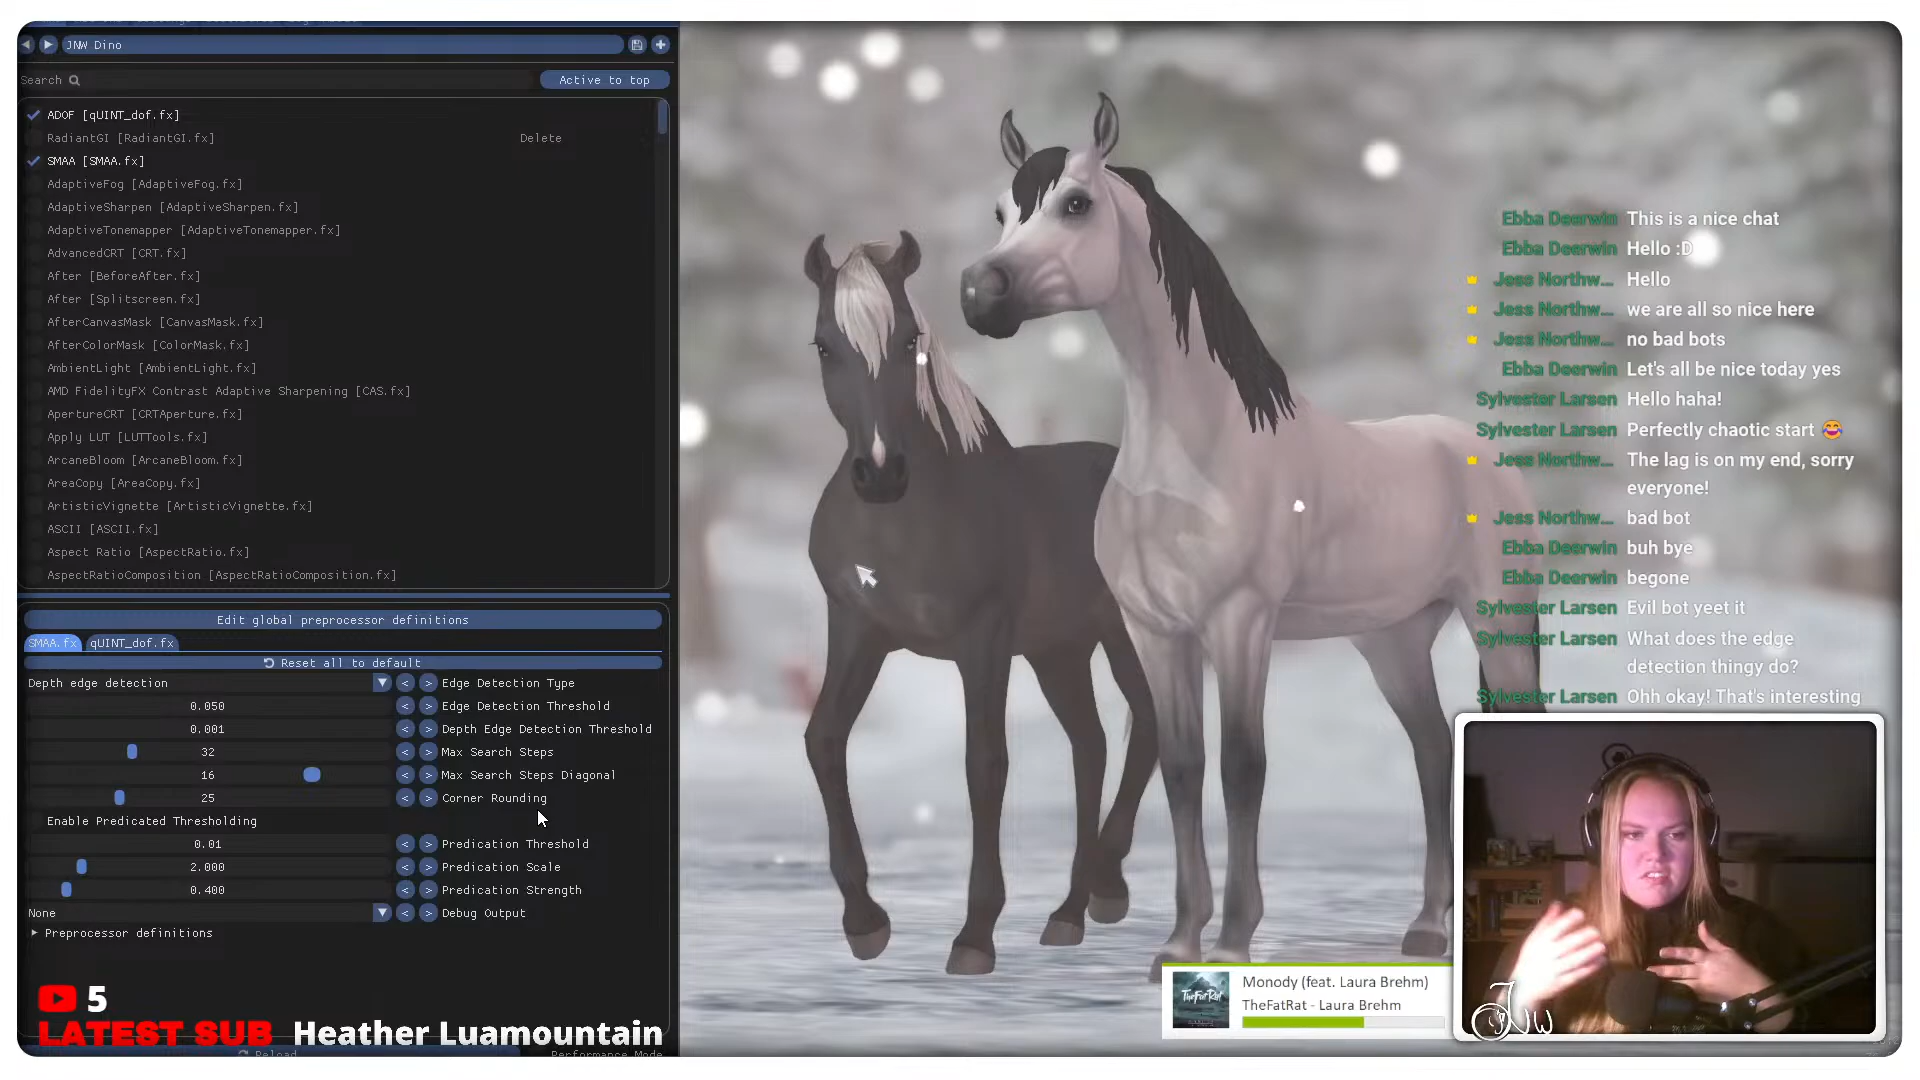 JNW Dino
Search
Active to top
ADOF [qUINT_dof.fx]
RadiantGI [RadiantGI.fx]
Delete
SMAA [SMAA.fx]
AdaptiveFog [AdaptiveFog.fx]
AdaptiveSharpen [AdaptiveSharpen.fx]
AdaptiveTonemapper [AdaptiveTonemapper.fx]
AdvancedCRT [CRT.fx]
After [BeforeAfter.fx]
After [Splitscreen.fx]
AfterCanvasMask [CanvasMask.fx]
AfterColorMask [ColorMask.fx]
AmbientLight [AmbientLight.fx]
AMD FidelityFX Contrast Adaptive Sharpening [CAS.fx]
ApertureCRT [CRTAperture.fx]
Apply LUT [LUTTools.fx]
ArcaneBloom [ArcaneBloom.fx]
AreaCopy [AreaCopy.fx]
ArtisticVignette [ArtisticVignette.fx]
ASCII [ASCII.fx]
Aspect Ratio [AspectRatio.fx]
AspectRatioComposition [AspectRatioComposition.fx]
Edit global preprocessor definitions
SMAA.fx qUINT_dof.fx
Reset all to default
Depth edge detection < > Edge Detection Type
0.050 < > Edge Detection Threshold
0.001 < > Depth Edge Detection Threshold
32 < > Max Search Steps
16 < > Max Search Steps Diagonal
25 < > Corner Rounding
Enable Predicated Thresholding
0.01 < > Predication Threshold
2.000 < > Predication Scale
0.400 < > Predication Strength
None < > Debug Output
Preprocessor definitions
5
LATEST SUB Heather Luamountain
Reload
Performance Mode
Ebba Deerwin This is a nice chat
Ebba Deerwin Hello :D
Jess Northw... Hello
Jess Northw... we are all so nice here
Jess Northw... no bad bots
Ebba Deerwin Let's all be nice today yes
Sylvester Larsen Hello haha!
Sylvester Larsen Perfectly chaotic start 😂
Jess Northw... The lag is on my end, sorry
everyone!
Jess Northw... bad bot
Ebba Deerwin buh bye
Ebba Deerwin begone
Sylvester Larsen Evil bot yeet it
Sylvester Larsen What does the edge
detection thingy do?
Sylvester Larsen Ohh okay! That's interesting
TheFatRat
Monody (feat. Laura Brehm)
TheFatRat - Laura Brehm
JNW